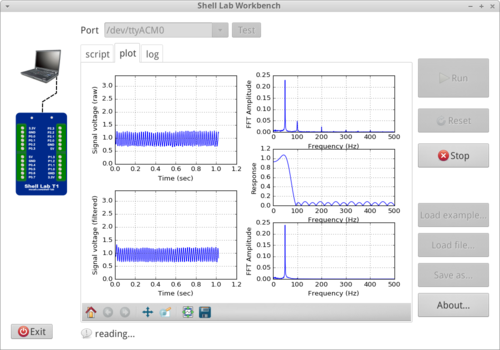 Shell Lab Workbench
Port /dev/ttyACM0 Test
script plot log
Run
Reset
Stop
Load example...
Load file...
Save as...
About...
Signal voltage (raw)
3.0
2.5
2.0
1.5
1.0
0.5
0.0
0.0 0.2 0.4 0.6 0.8 1.0 1.2
Time (sec)
FFT Amplitude
0.25
0.20
0.15
0.10
0.05
0.00
0 100 200 300 400 500
Frequency (Hz)
Response
1.2
1.0
0.8
0.6
0.4
0.2
0.0
0 100 200 300 400 500
Frequency (Hz)
Signal voltage (filtered)
3.0
2.5
2.0
1.5
1.0
0.5
0.0
0.0 0.2 0.4 0.6 0.8 1.0 1.2
Time (sec)
FFT Amplitude
0.25
0.20
0.15
0.10
0.05
0.00
0 100 200 300 400 500
Frequency (Hz)
Shell Lab T1
Exit
reading...